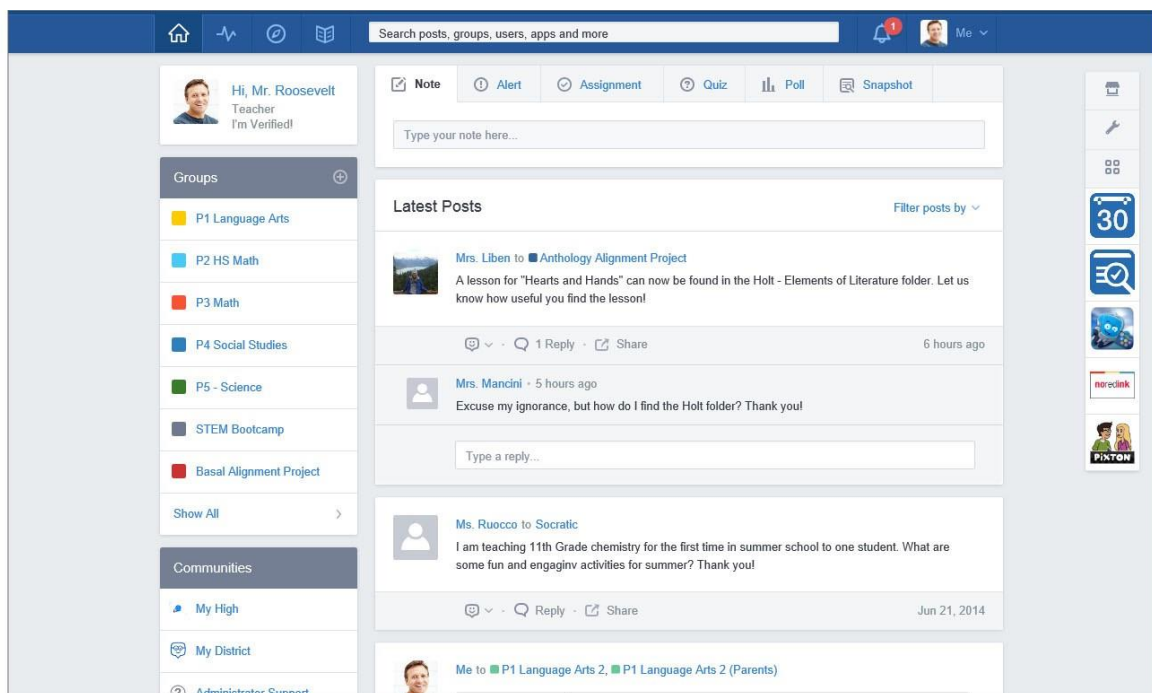 Search posts, groups, users, apps and more
1
Me
Hi, Mr. Roosevelt
Teacher
I'm Verified!
Groups
P1 Language Arts
P2 HS Math
P3 Math
P4 Social Studies
P5 - Science
STEM Bootcamp
Basal Alignment Project
Show All
Communities
My High
My District
Administrator Support
Note
Alert
Assignment
Quiz
Poll
Snapshot
Type your note here...
Latest Posts
Filter posts by
Mrs. Liben to Anthology Alignment Project
A lesson for "Hearts and Hands" can now be found in the Holt - Elements of Literature folder. Let us
know how useful you find the lesson!
1 Reply · Share
6 hours ago
Mrs. Mancini • 5 hours ago
Excuse my ignorance, but how do I find the Holt folder? Thank you!
Type a reply...
Ms. Ruocco to Socratic
I am teaching 11th Grade chemistry for the first time in summer school to one student. What are
some fun and engaginv activities for summer? Thank you!
Reply · Share
Jun 21, 2014
Me to P1 Language Arts 2, P1 Language Arts 2 (Parents)
30
noredink
PIXTON